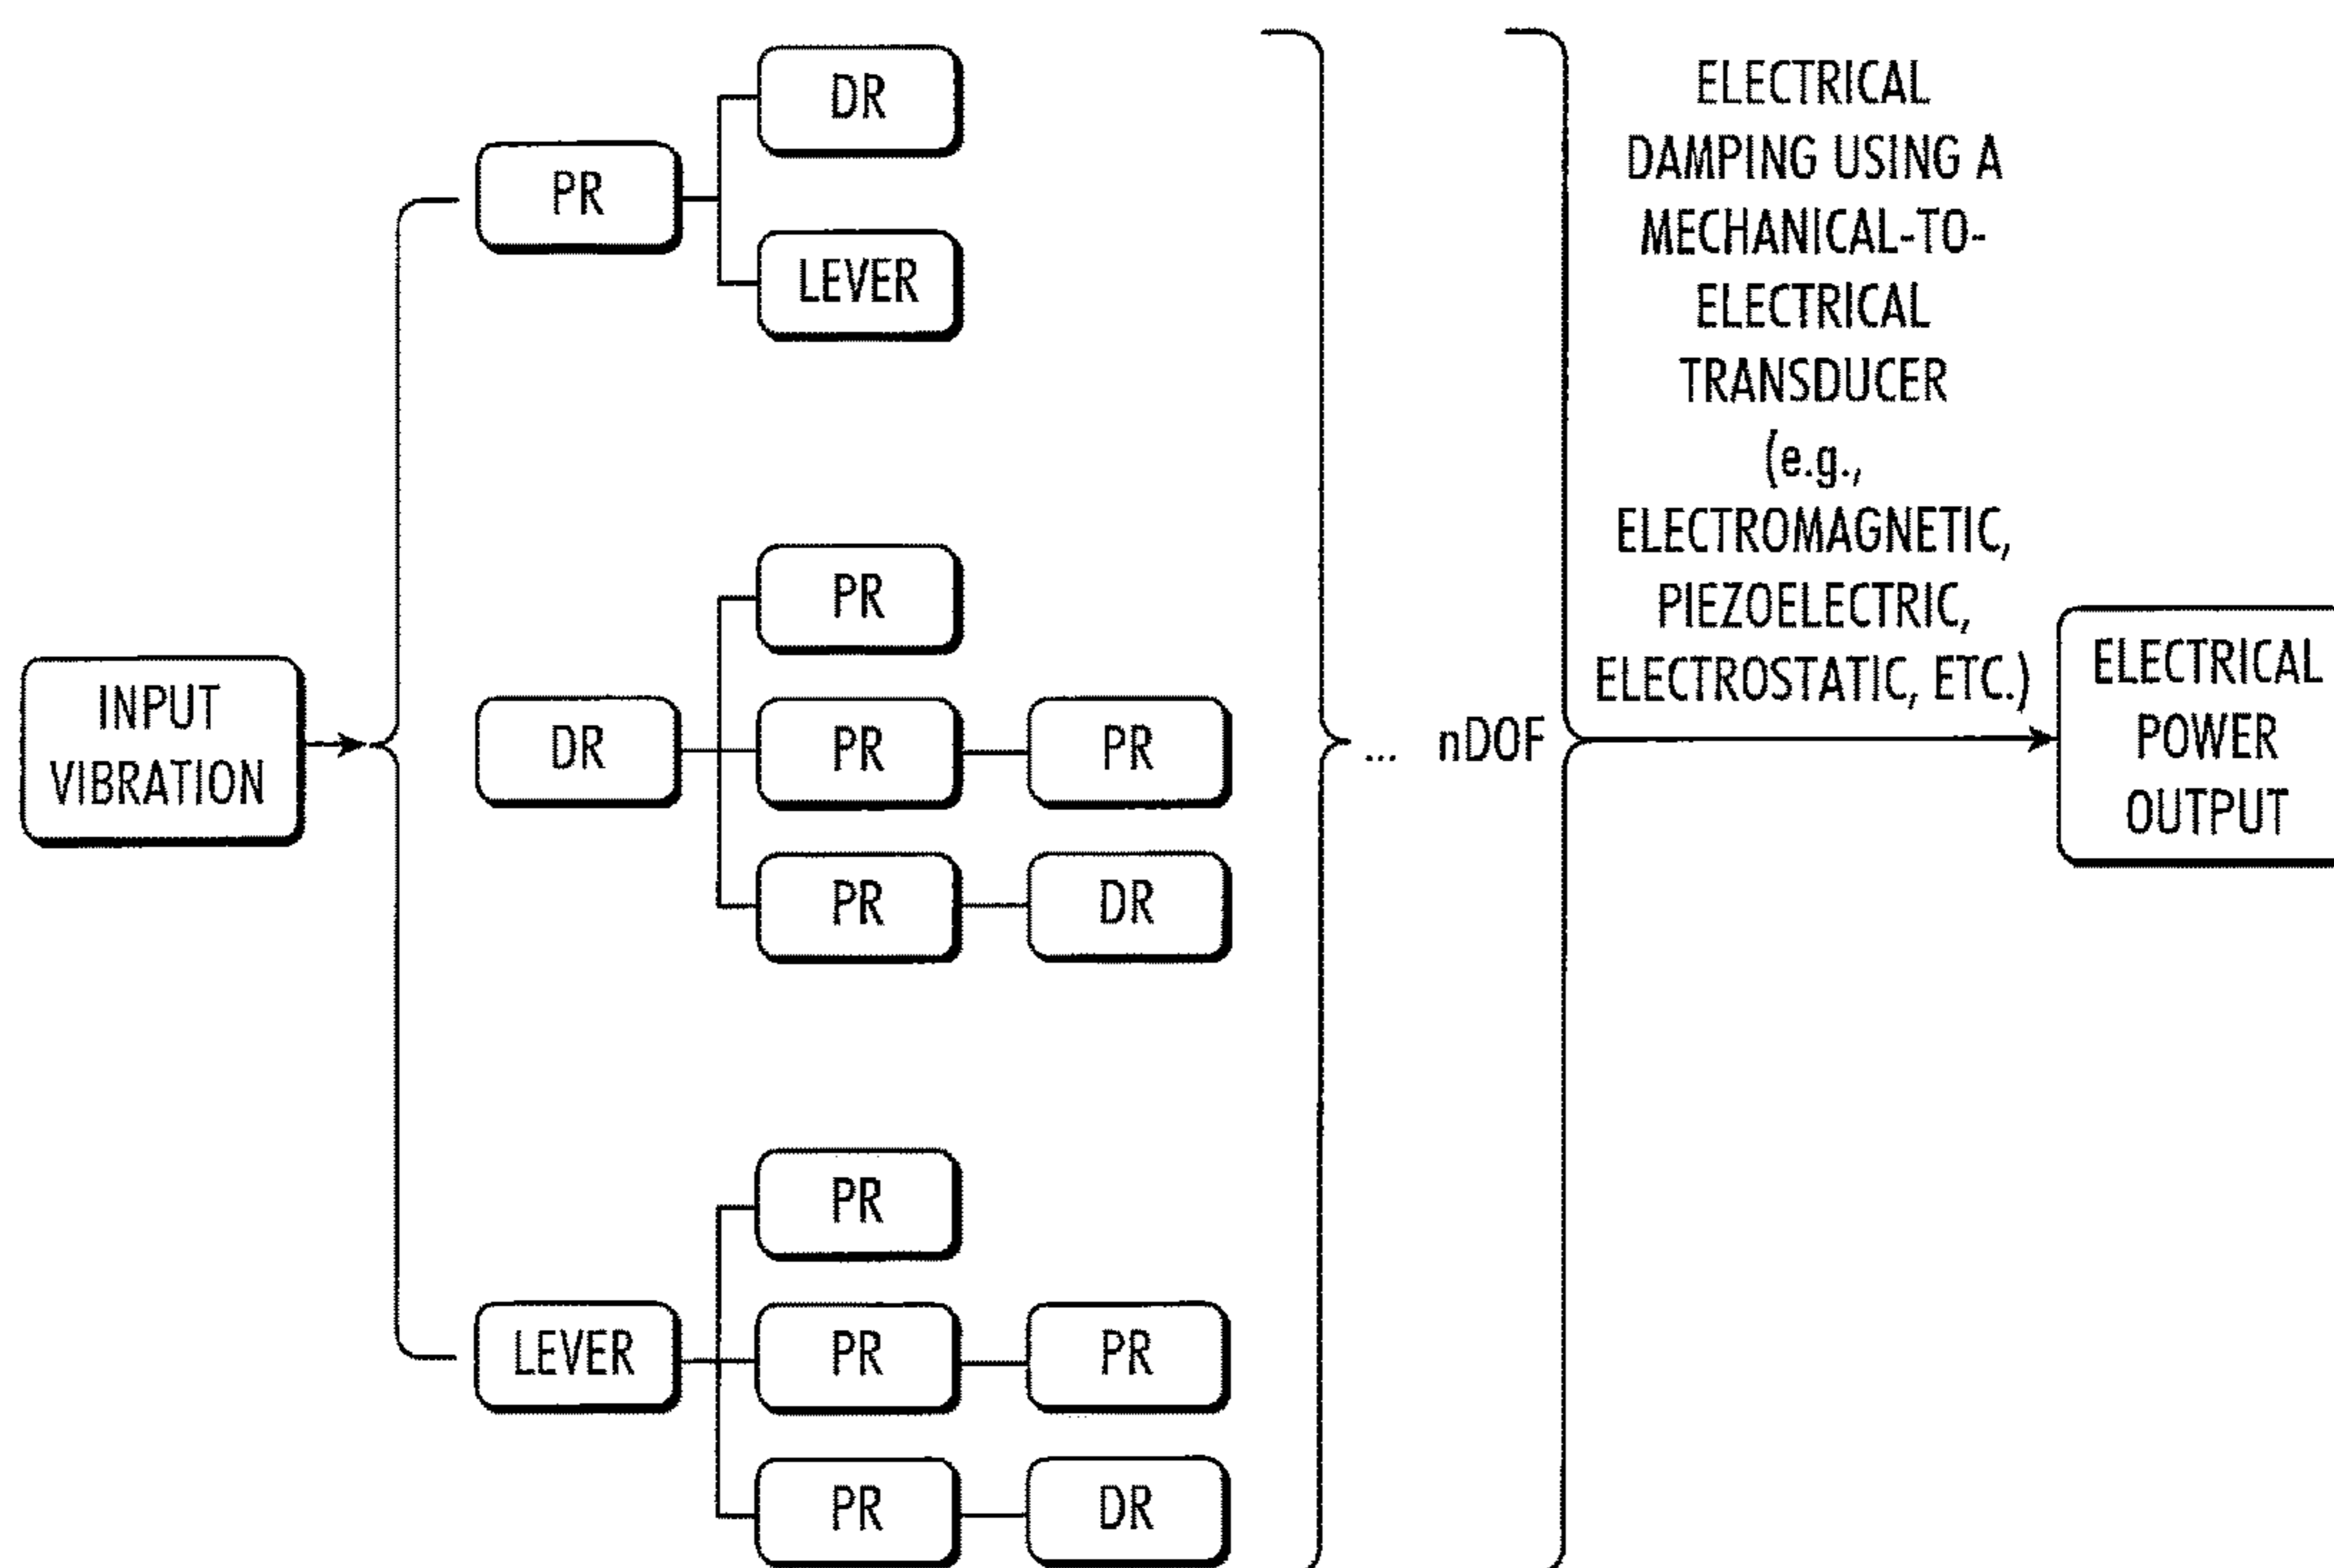 INPUT
VIBRATION
PR
DR
LEVER
DR
PR
PR
PR
PR
DR
LEVER
PR
PR
PR
PR
DR
... nDOF
ELECTRICAL
DAMPING USING A
MECHANICAL-TO-
ELECTRICAL
TRANSDUCER
(e.g.,
ELECTROMAGNETIC,
PIEZOELECTRIC,
ELECTROSTATIC, ETC.)
ELECTRICAL
POWER
OUTPUT